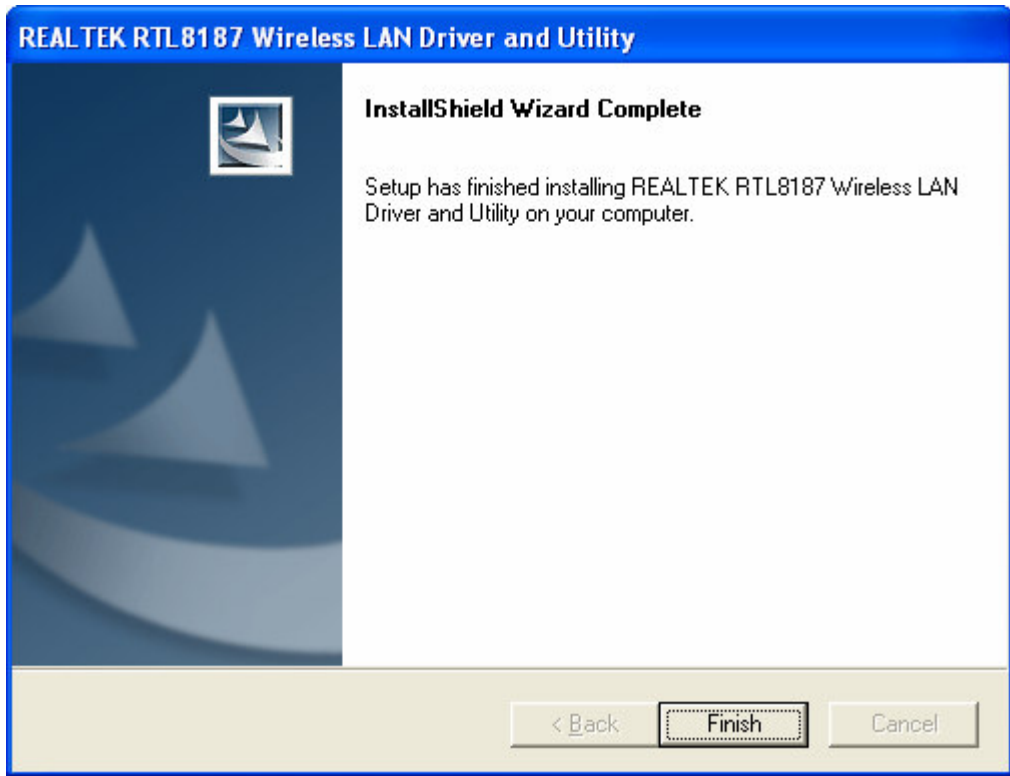 REALTEK RTL8187 Wireless LAN Driver and Utility
InstallShield Wizard Complete
Setup has finished installing REALTEK RTL8187 Wireless LAN
Driver and Utility on your computer.
< Back Finish Cancel